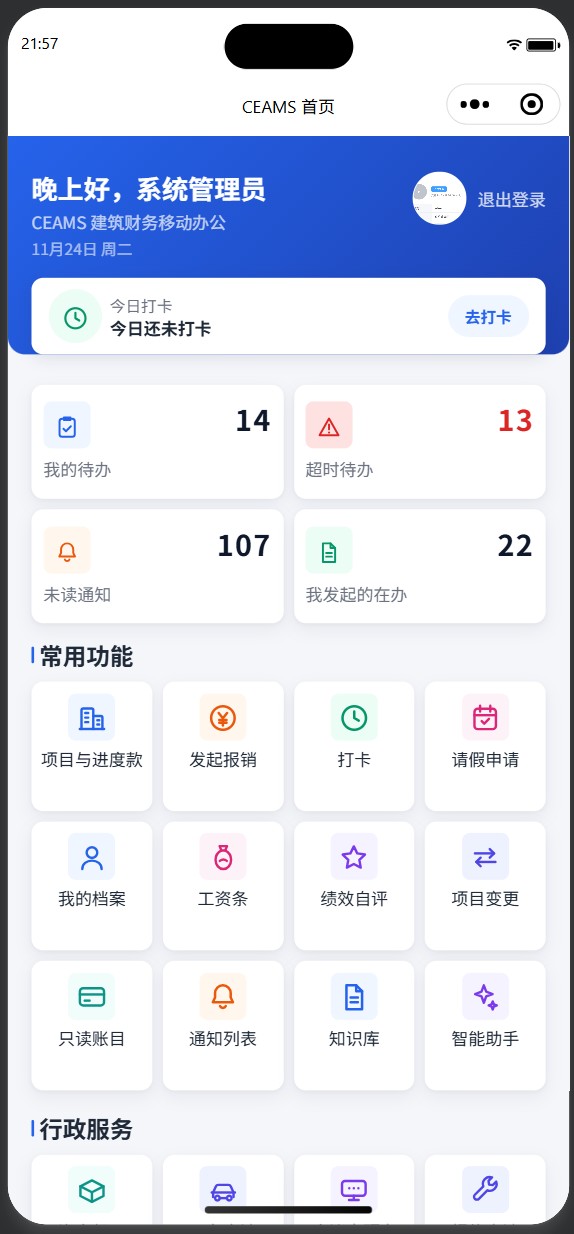 21:57
CEAMS 首页
晚上好，系统管理员
CEAMS 建筑财务移动办公
退出登录
11月24日 周二
今日打卡
今日还未打卡
去打卡
14
13
我的待办
超时待办
107
22
未读通知
我发起的在办
常用功能
项目与进度款
发起报销
打卡
请假申请
我的档案
工资条
绩效自评
项目变更
只读账目
通知列表
知识库
智能助手
行政服务